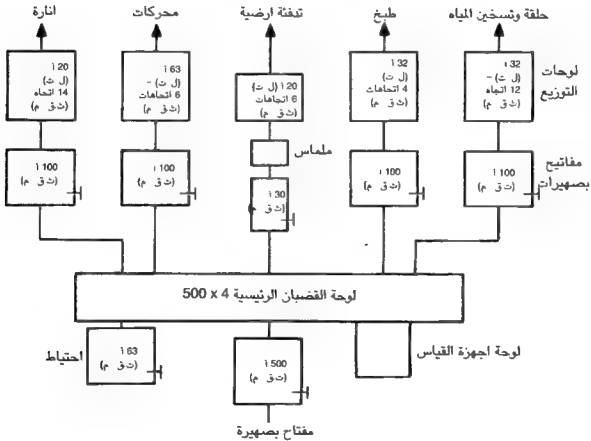 حلقة وتسخين المياه
طبخ
تدفئة ارضية
محركات
انارة
لوحات
التوزيع
32 أ
(ل ت) –
12 اتجاه
(ث ق م)
32 أ
(ل ت)
4 اتجاهات
(ث ق م)
20 أ (ل ت)
6 اتجاهات
(ث ق م)
63 أ
(ل ت) –
6 اتجاهات
(ث ق م)
20 أ
(ل ت)
14 اتجاه
(ث ق م)
ملماس
مفاتيح
بصهيرات
100 أ
(ث ق م)
100 أ
(ث ق م)
30 أ
(ث ق م)
100 أ
(ث ق م)
100 أ
(ث ق م)
لوحة القضبان الرئيسية 4 x 500
لوحة اجهزة القياس
500 أ
(ث ق م)
63 أ
(ث ق م)
احتياط
مفتاح بصهيرة